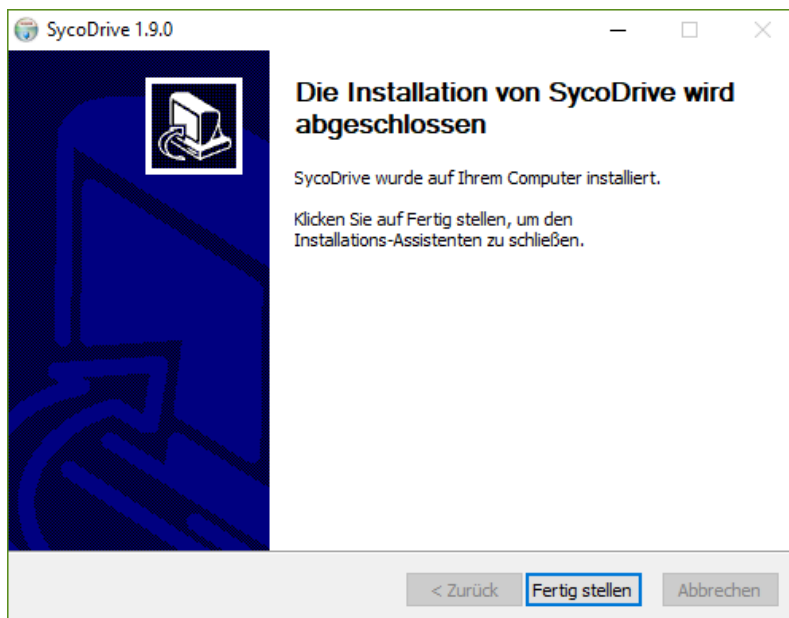 SycoDrive 1.9.0
Die Installation von SycoDrive wird
abgeschlossen
SycoDrive wurde auf Ihrem Computer installiert.
Klicken Sie auf Fertig stellen, um den
Installations-Assistenten zu schließen.
< Zurück Fertig stellen Abbrechen